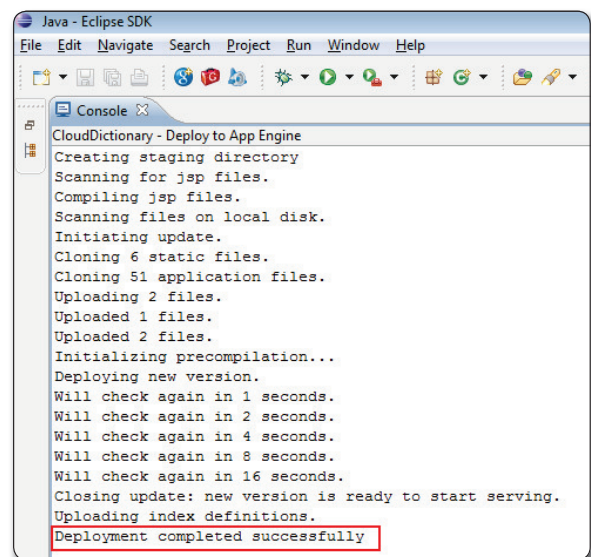 Java - Eclipse SDK
File Edit Navigate Search Project Run Window Help
Console
CloudDictionary - Deploy to App Engine
Creating staging directory
Scanning for jsp files.
Compiling jsp files.
Scanning files on local disk.
Initiating update.
Cloning 6 static files.
Cloning 51 application files.
Uploading 2 files.
Uploaded 1 files.
Uploaded 2 files.
Initializing precompilation...
Deploying new version.
Will check again in 1 seconds.
Will check again in 2 seconds.
Will check again in 4 seconds.
Will check again in 8 seconds.
Will check again in 16 seconds.
Closing update: new version is ready to start serving.
Uploading index definitions.
Deployment completed successfully